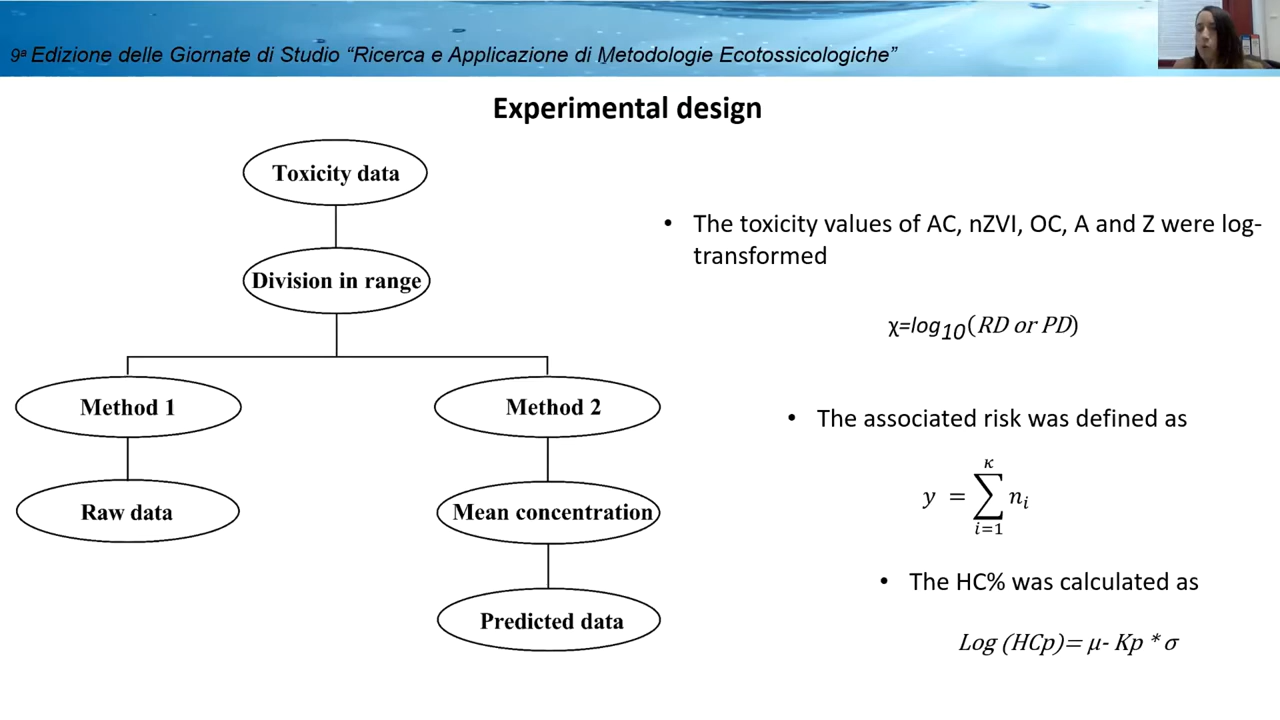 9ª Edizione delle Giornate di Studio “Ricerca e Applicazione di Metodologie Ecotossicologiche”
Experimental design
Toxicity data
Division in range
Method 1
Method 2
Raw data
Mean concentration
Predicted data
• The toxicity values of AC, nZVI, OC, A and Z were log-
transformed
χ=log10(RD or PD)
• The associated risk was defined as
y = ∑_{i=1}^{κ} n_i
• The HC% was calculated as
Log (HCp)= μ- Kp * σ